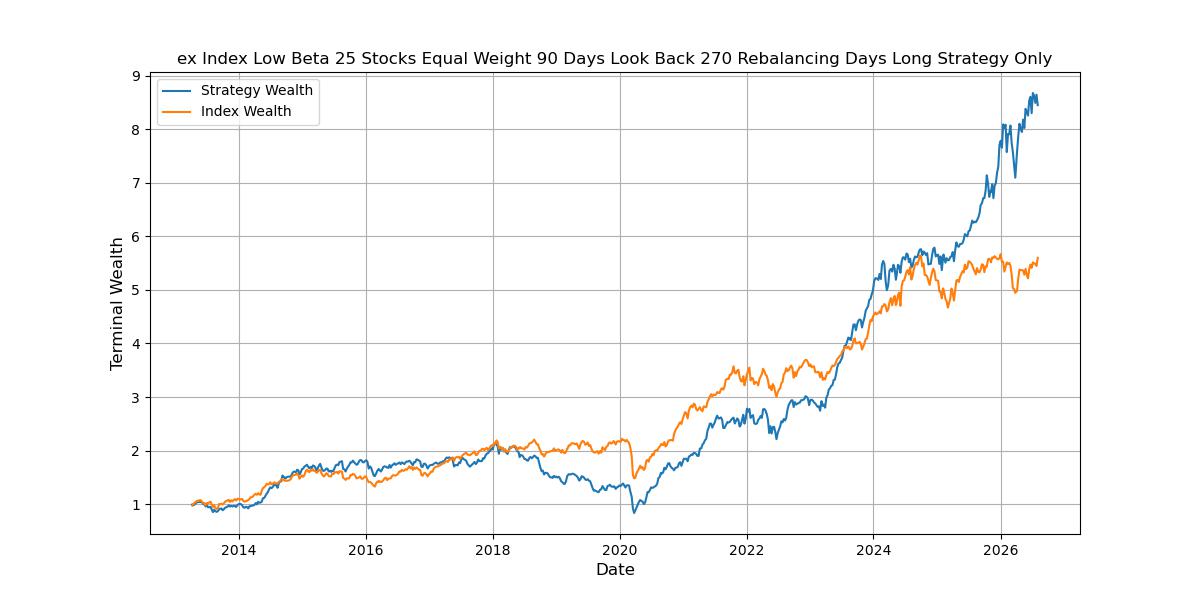 ex Index Low Beta 25 Stocks Equal Weight 90 Days Look Back 270 Rebalancing Days Long Strategy Only
Strategy Wealth
Index Wealth
Terminal Wealth
9
8
7
6
5
4
3
2
1
2014 2016 2018 2020 2022 2024 2026
Date